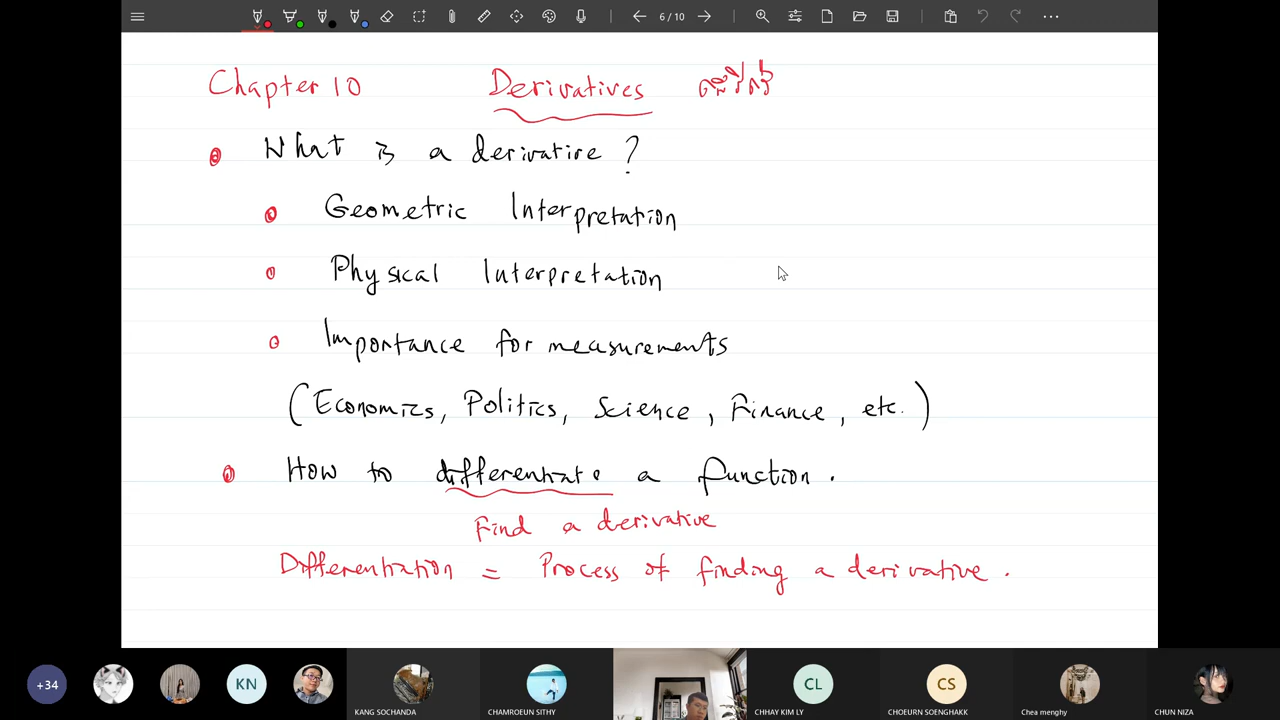 6 / 10
Chapter 10 Derivatives
What is a derivative ?
Geometric Interpretation
Physical Interpretation
Importance for measurements
(Economics, Politics, Science, Finance, etc.)
How to differentiate a function.
Find a derivative
Differentiation = Process of finding a derivative.
+34
KN
CL
CS
KANG SOCHANDA
CHAMROEUN SITHY
CHHAY KIM LY
CHOEURN SOENGHAKK
Chea menghy
CHUN NIZA